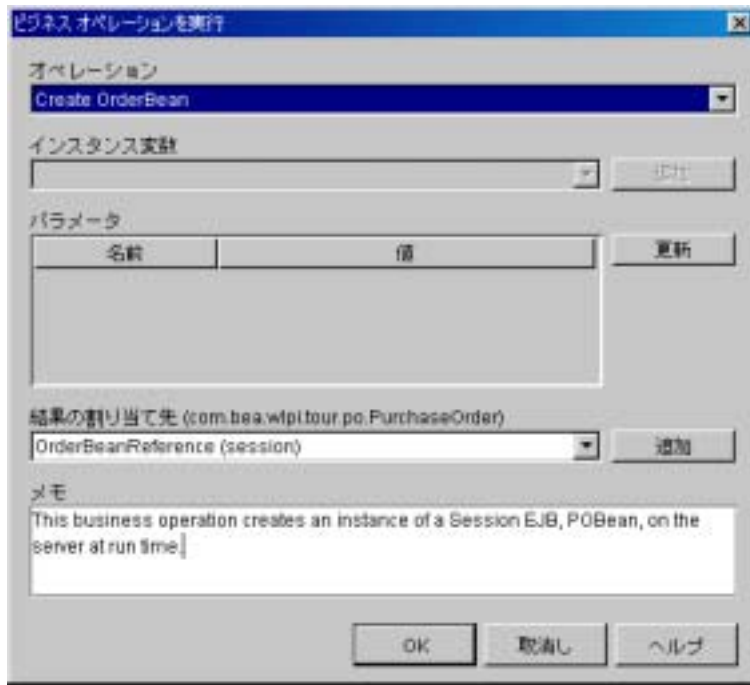 ビジネス オペレーションを実行
オペレーション
Create OrderBean
インスタンス変数
追加
パラメータ
名前 値
更新
結果の割り当て先 (com.bea.wlpi.tour.po.PurchaseOrder)
OrderBeanReference (session)
追加
メモ
This business operation creates an instance of a Session EJB, POBean, on the
server at run time.
OK 取消し ヘルプ